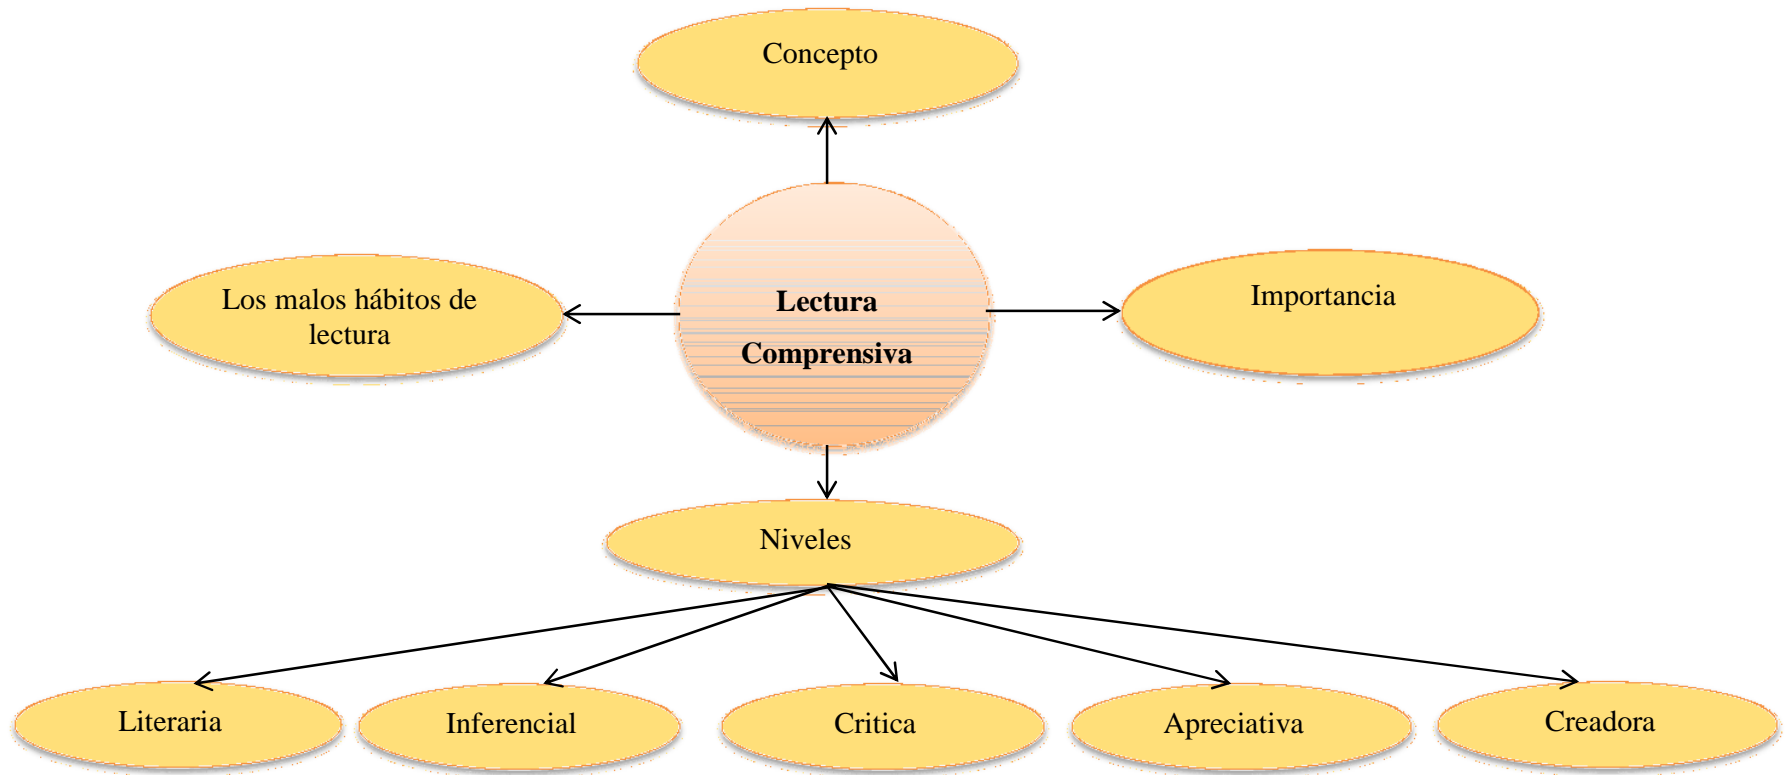 Concepto
Los malos hábitos de
lectura
Lectura
Comprensiva
Importancia
Niveles
Literaria
Inferencial
Critica
Apreciativa
Creadora